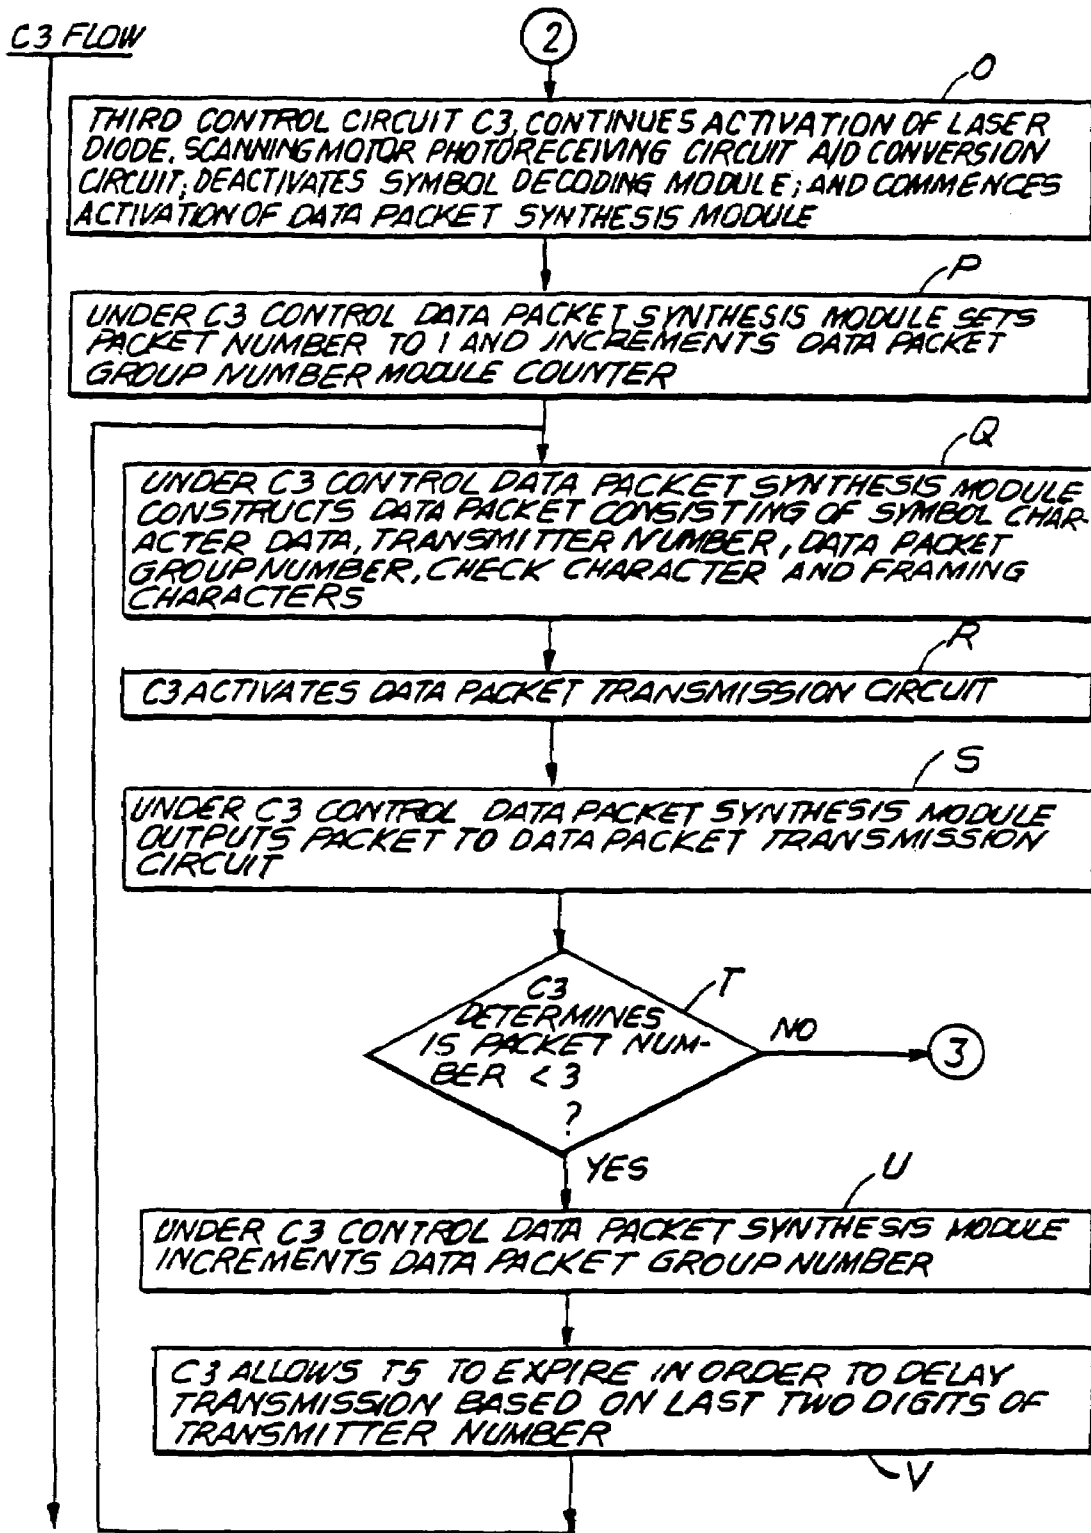 C3 FLOW
2
O
THIRD CONTROL CIRCUIT C3, CONTINUES ACTIVATION OF LASER
DIODE, SCANNING MOTOR PHOTORECEIVING CIRCUIT A/D CONVERSION
CIRCUIT; DEACTIVATES SYMBOL DECODING MODULE; AND COMMENCES
ACTIVATION OF DATA PACKET SYNTHESIS MODULE
P
UNDER C3 CONTROL DATA PACKET SYNTHESIS MODULE SETS
PACKET NUMBER TO 1 AND INCREMENTS DATA PACKET
GROUP NUMBER MODULE COUNTER
Q
UNDER C3 CONTROL DATA PACKET SYNTHESIS MODULE
CONSTRUCTS DATA PACKET CONSISTING OF SYMBOL CHAR-
ACTER DATA, TRANSMITTER NUMBER, DATA PACKET
GROUP NUMBER, CHECK CHARACTER AND FRAMING
CHARACTERS
R
C3 ACTIVATES DATA PACKET TRANSMISSION CIRCUIT
S
UNDER C3 CONTROL DATA PACKET SYNTHESIS MODULE
OUTPUTS PACKET TO DATA PACKET TRANSMISSION
CIRCUIT
T
C3
DETERMINES
IS PACKET NUM-
BER < 3
?
NO
3
YES
U
UNDER C3 CONTROL DATA PACKET SYNTHESIS MODULE
INCREMENTS DATA PACKET GROUP NUMBER
C3 ALLOWS T5 TO EXPIRE IN ORDER TO DELAY
TRANSMISSION BASED ON LAST TWO DIGITS OF
TRANSMITTER NUMBER
V